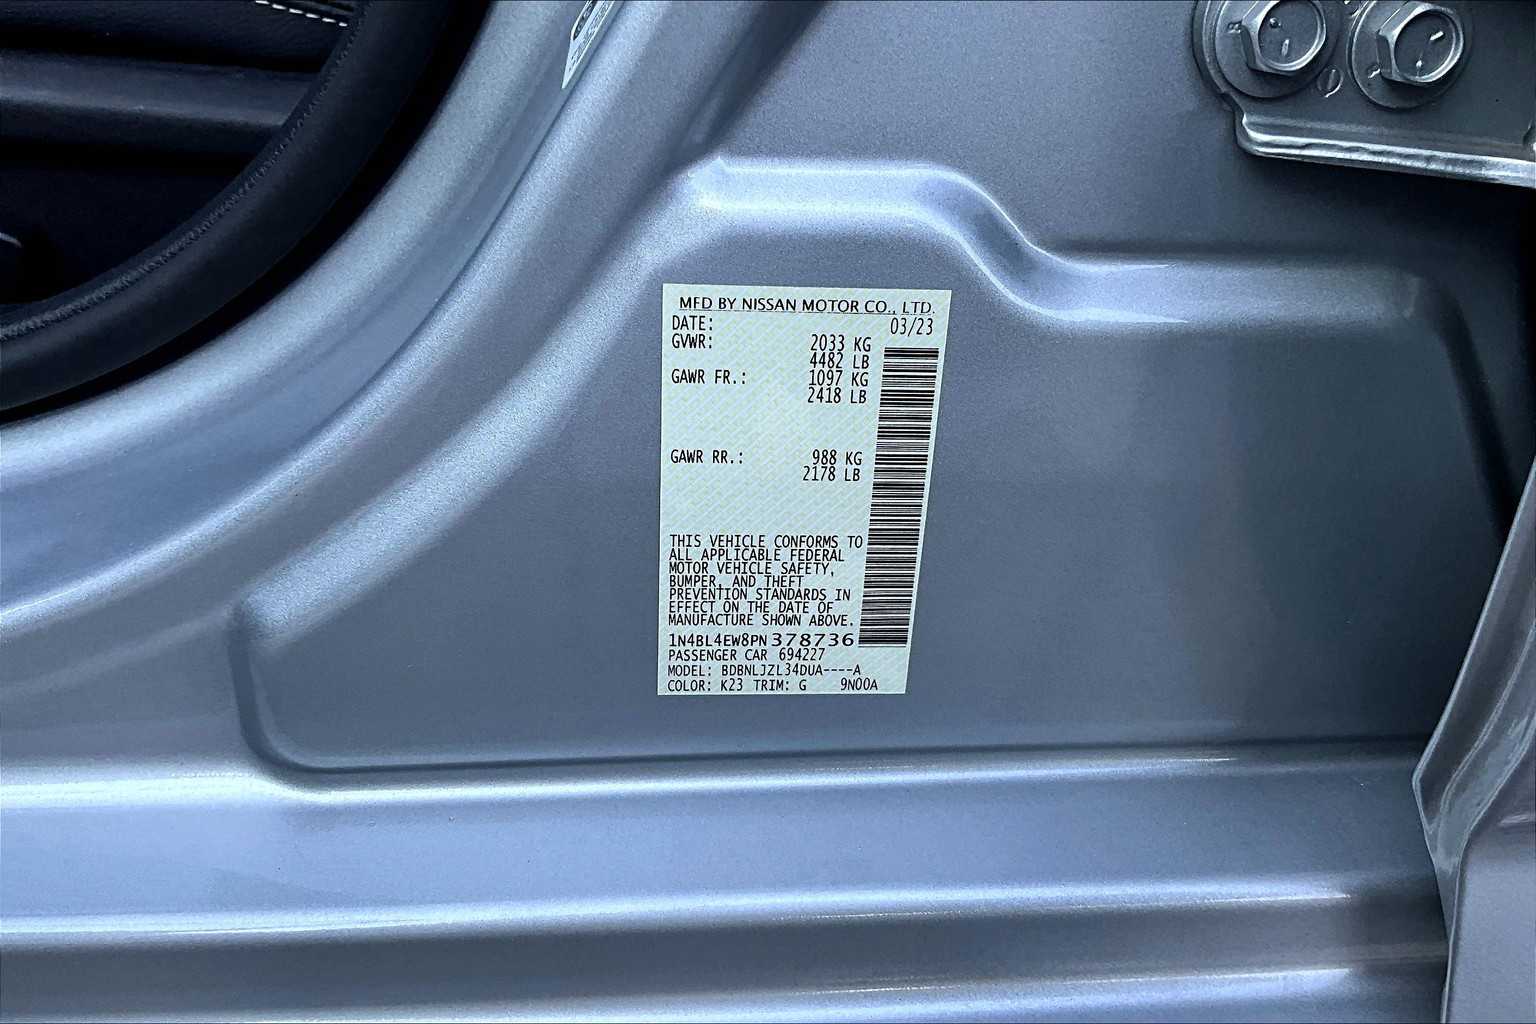 MFD BY NISSAN MOTOR CO., LTD.
DATE: 03/23
GVWR: 2033 KG
4482 LB
GAWR FR.: 1097 KG
2418 LB
GAWR RR.: 988 KG
2178 LB
THIS VEHICLE CONFORMS TO
ALL APPLICABLE FEDERAL
MOTOR VEHICLE SAFETY,
BUMPER, AND THEFT
PREVENTION STANDARDS IN
EFFECT ON THE DATE OF
MANUFACTURE SHOWN ABOVE.
1N4BL4EW8PN378736
PASSENGER CAR 694227
MODEL: BDBNLJZL34DUA----A
COLOR: K23 TRIM: G 9N00A